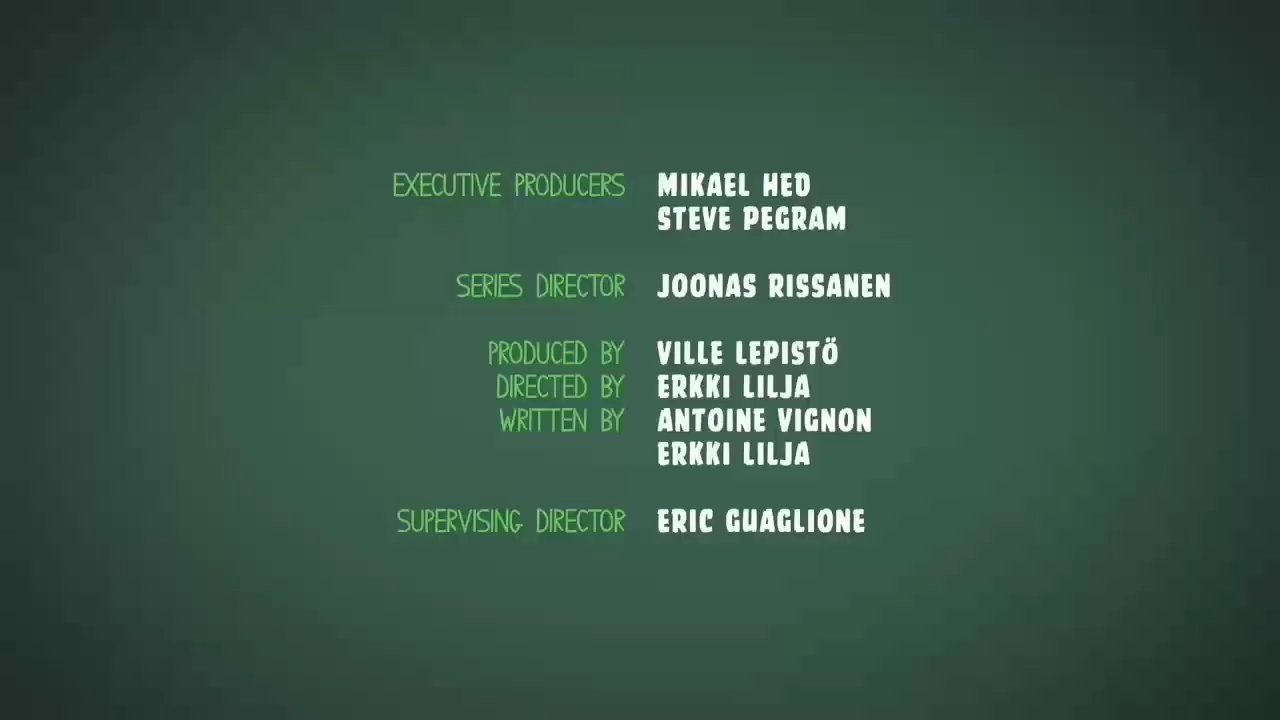 EXECUTIVE PRODUCERS MIKAEL HED
STEVE PEGRAM
SERIES DIRECTOR JOONAS RISSANEN
PRODUCED BY VILLE LEPISTÖ
DIRECTED BY ERKKI LILJA
WRITTEN BY ANTOINE VIGNON
ERKKI LILJA
SUPERVISING DIRECTOR ERIC GUAGLIONE